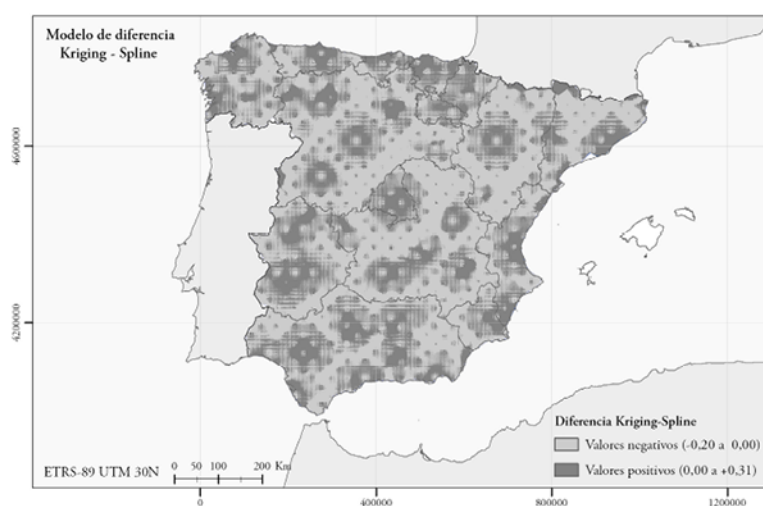 Modelo de diferencia
Kriging - Spline
4600000
4200000
Diferencia Kriging-Spline
Valores negativos (-0,20 a 0,00)
Valores positivos (0,00 a +0,31)
ETRS-89 UTM 30N
0 50 100 200 Km
0 400000 800000 1200000